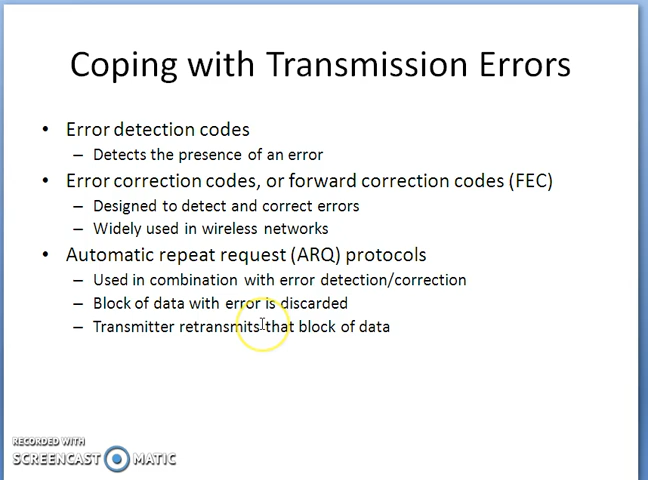 Coping with Transmission Errors
• Error detection codes
– Detects the presence of an error
• Error correction codes, or forward correction codes (FEC)
– Designed to detect and correct errors
– Widely used in wireless networks
• Automatic repeat request (ARQ) protocols
– Used in combination with error detection/correction
– Block of data with error is discarded
– Transmitter retransmits that block of data
RECORDED WITH
SCREENCAST MATIC